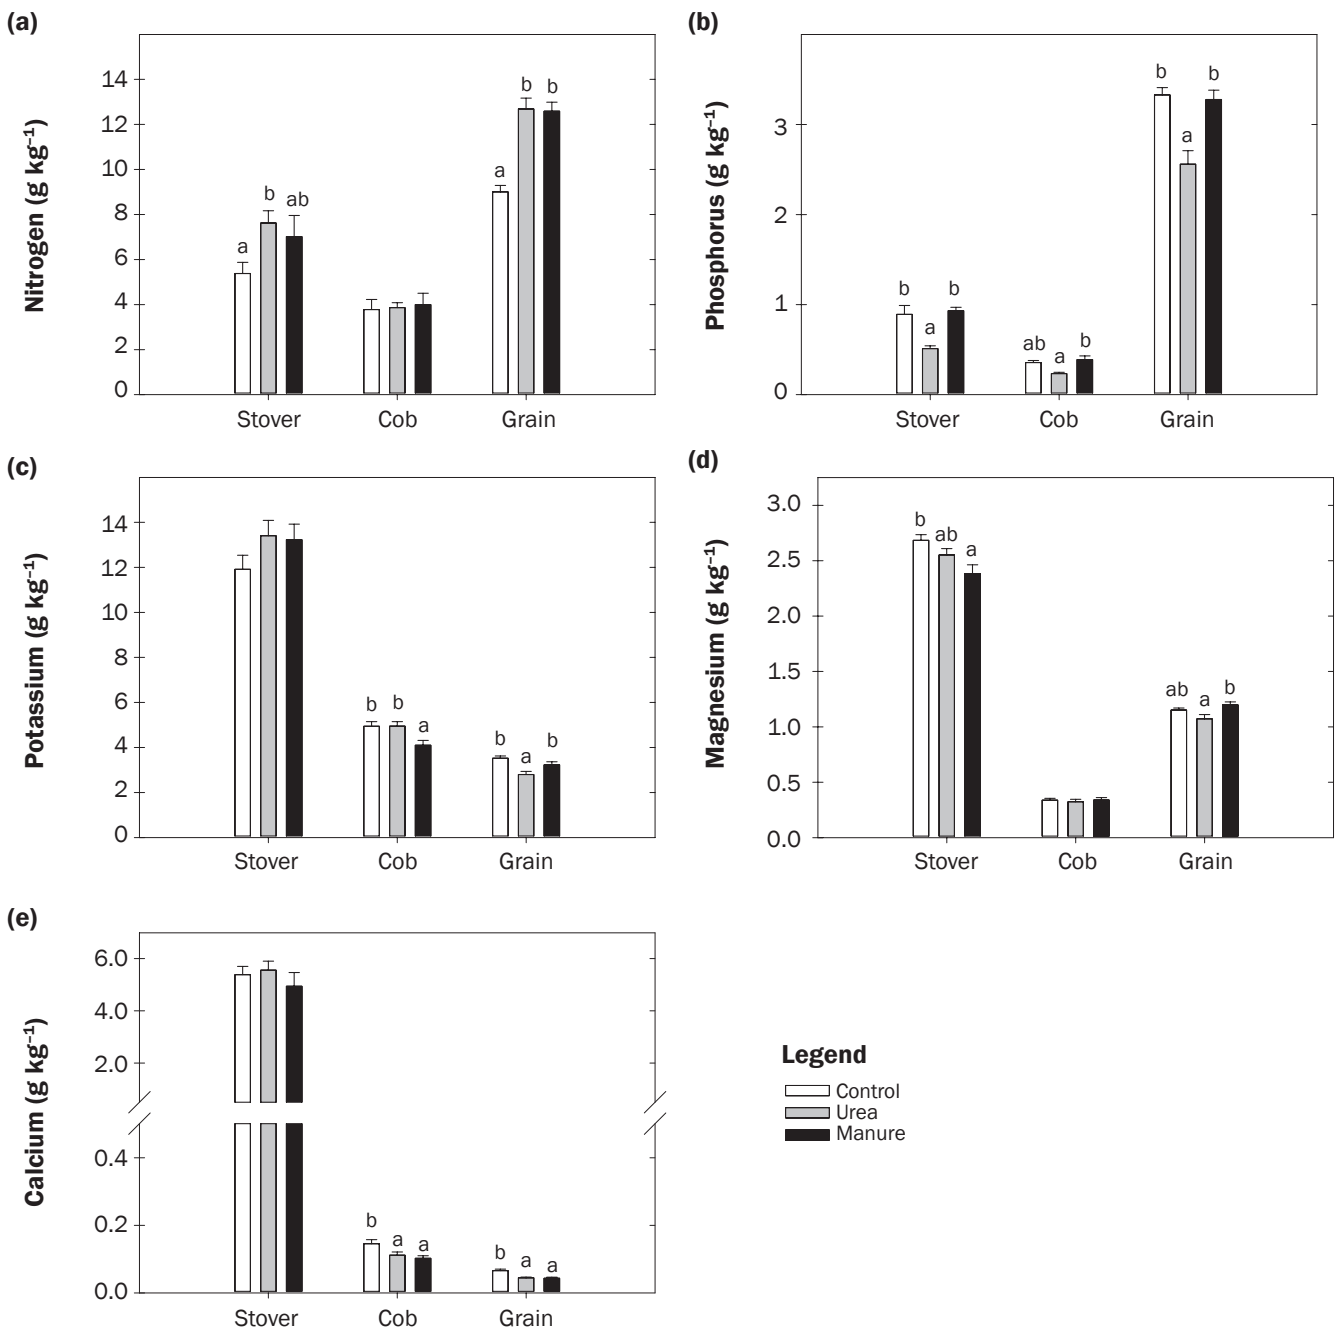 (a)
Nitrogen (g kg⁻¹)
14
12
10
8
6
4
2
0
a
b
ab
a
b
b
Stover
Cob
Grain
(b)
Phosphorus (g kg⁻¹)
3
2
1
0
b
a
b
ab
a
b
b
a
b
Stover
Cob
Grain
(c)
Potassium (g kg⁻¹)
14
12
10
8
6
4
2
0
b
b
a
b
a
b
Stover
Cob
Grain
(d)
Magnesium (g kg⁻¹)
3.0
2.5
2.0
1.5
1.0
0.5
0.0
b
ab
a
ab
a
b
Stover
Cob
Grain
(e)
Calcium (g kg⁻¹)
6.0
4.0
2.0
0.4
0.2
0.0
b
a
a
b
a
a
Stover
Cob
Grain
Legend
Control
Urea
Manure